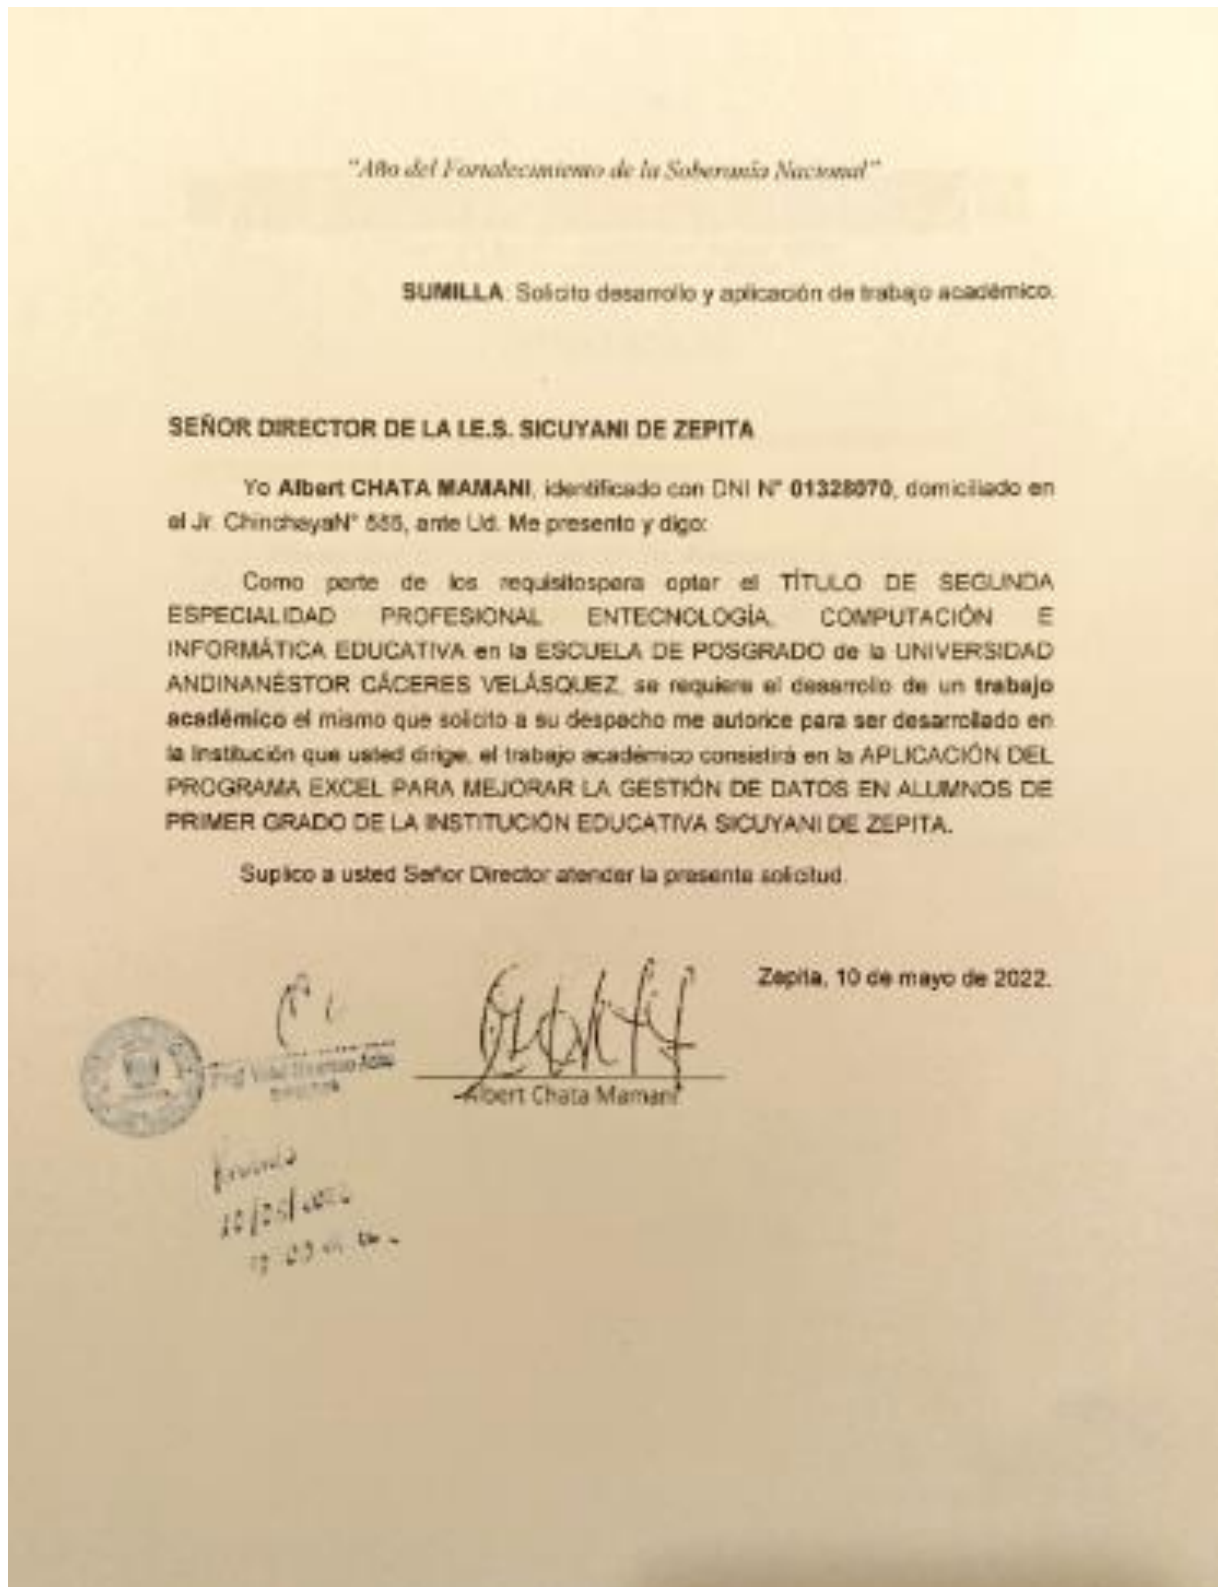 "Año del Fortalecimiento de la Soberanía Nacional"
SUMILLA: Solicito desarrollo y aplicación de trabajo académico.
SEÑOR DIRECTOR DE LA I.E.S. SICUYANI DE ZEPITA
Yo Albert CHATA MAMANI, identificado con DNI N° 01328070, domiciliado en
el Jr. ChinchayaN° 555, ante Ud. Me presento y digo:
Como parte de los requisitospara optar el TÍTULO DE SEGUNDA
ESPECIALIDAD PROFESIONAL ENTECNOLOGÍA, COMPUTACIÓN E
INFORMÁTICA EDUCATIVA en la ESCUELA DE POSGRADO de la UNIVERSIDAD
ANDINANÉSTOR CÁCERES VELÁSQUEZ, se requiere el desarrollo de un trabajo
académico el mismo que solicito a su despacho me autorice para ser desarrollado en
la Institución que usted dirige, el trabajo académico consistirá en la APLICACIÓN DEL
PROGRAMA EXCEL PARA MEJORAR LA GESTIÓN DE DATOS EN ALUMNOS DE
PRIMER GRADO DE LA INSTITUCIÓN EDUCATIVA SICUYANI DE ZEPITA.
Suplico a usted Señor Director atender la presente solicitud.
Zepita, 10 de mayo de 2022.
Prof.
DIRECTOR
Albert Chata Mamani
10/05/2022